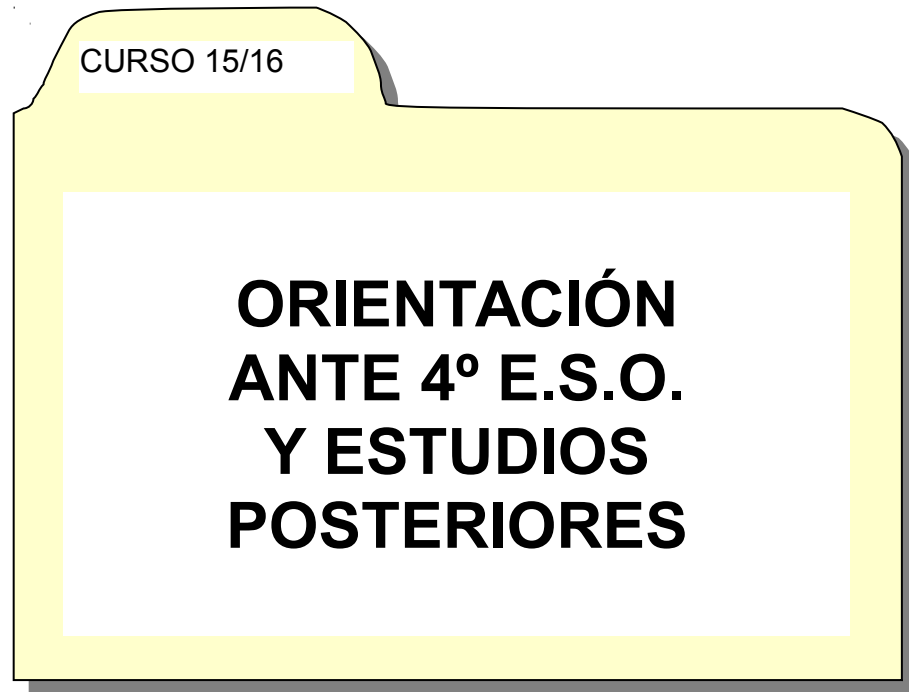 CURSO 15/16
ORIENTACIÓN
ANTE 4º E.S.O.
Y ESTUDIOS
POSTERIORES